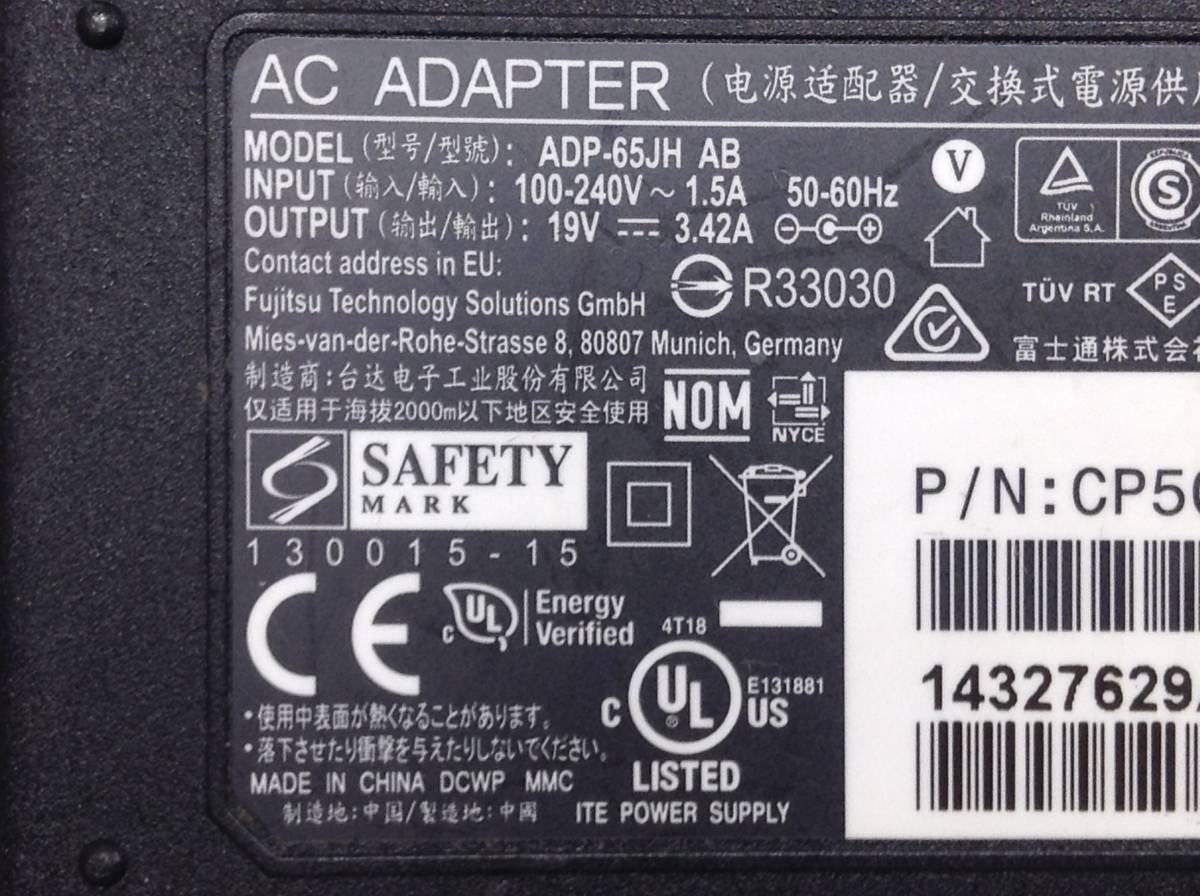 AC ADAPTER (电源适配器/交換式電源供
MODEL (型号/型號): ADP-65JH AB
INPUT (输入/輸入): 100-240V ~ 1.5A 50-60Hz
OUTPUT (输出/輸出): 19V ⎓ 3.42A
V
TÜV
Rheinland
Argentina S.A.
S
Contact address in EU:
Fujitsu Technology Solutions GmbH
Mies-van-der-Rohe-Strasse 8, 80807 Munich, Germany
R33030
TÜV RT
PS
E
富士通株式会社
制造商:台达电子工业股份有限公司
仅适用于海拔2000m以下地区安全使用
NOM
NYCE
SAFETY
MARK
130015-15
CE
c UL Energy
Verified
4T18
C UL ® US
E131881
LISTED
ITE POWER SUPPLY
•使用中表面が熱くなることがあります。
•落下させたり衝撃を与えたりしないでください。
MADE IN CHINA DCWP MMC
制造地:中国/製造地:中國
P/N:CP50
14327629